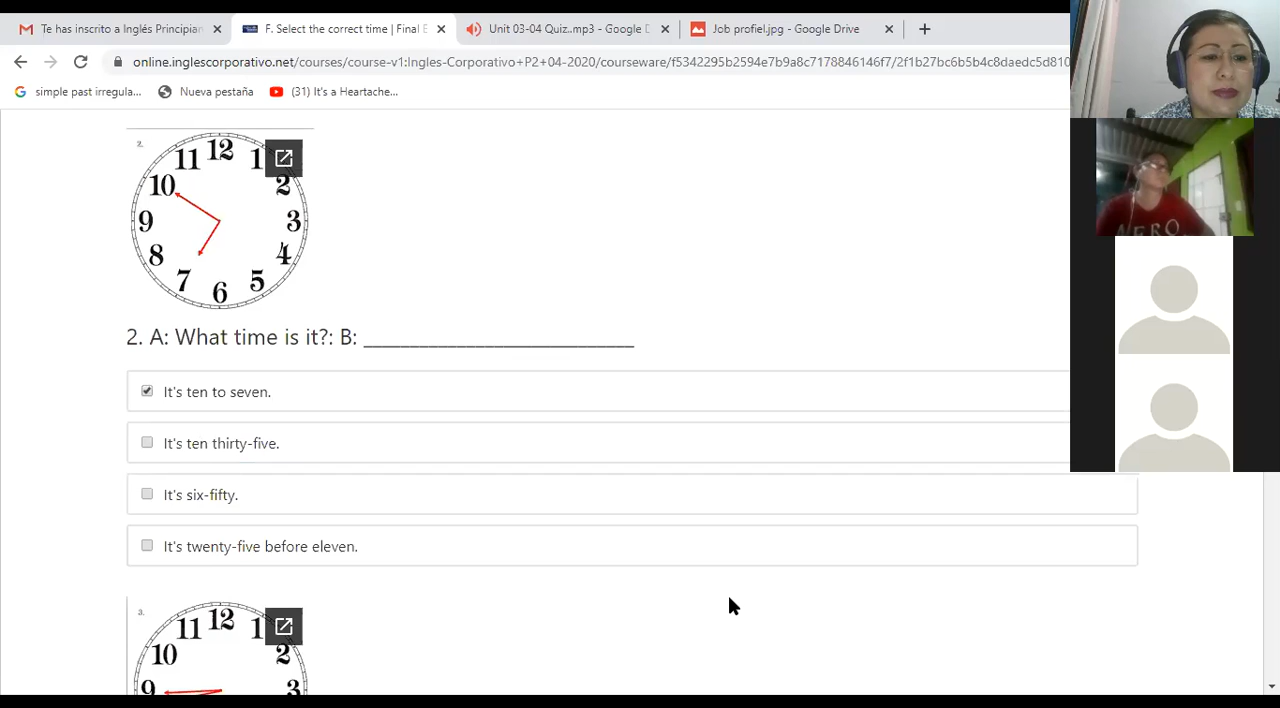 Te has inscrito a Inglés Principian
F. Select the correct time | Final E
Unit 03-04 Quiz..mp3 - Google D
Job profiel.jpg - Google Drive
online.inglescorporativo.net/courses/course-v1:Ingles-Corporativo+P2+04-2020/courseware/f5342295b2594e7b9a8c7178846146f7/2f1b27bc6b5b4c8daedc5d810
simple past irregula...
Nueva pestaña
(31) It's a Heartache...
2.
12
11
1
10
2
9
3
8
4
7
5
6
2. A: What time is it?: B: ___________________________
It's ten to seven.
It's ten thirty-five.
It's six-fifty.
It's twenty-five before eleven.
3.
12
11
1
10
2
9
3
AERO